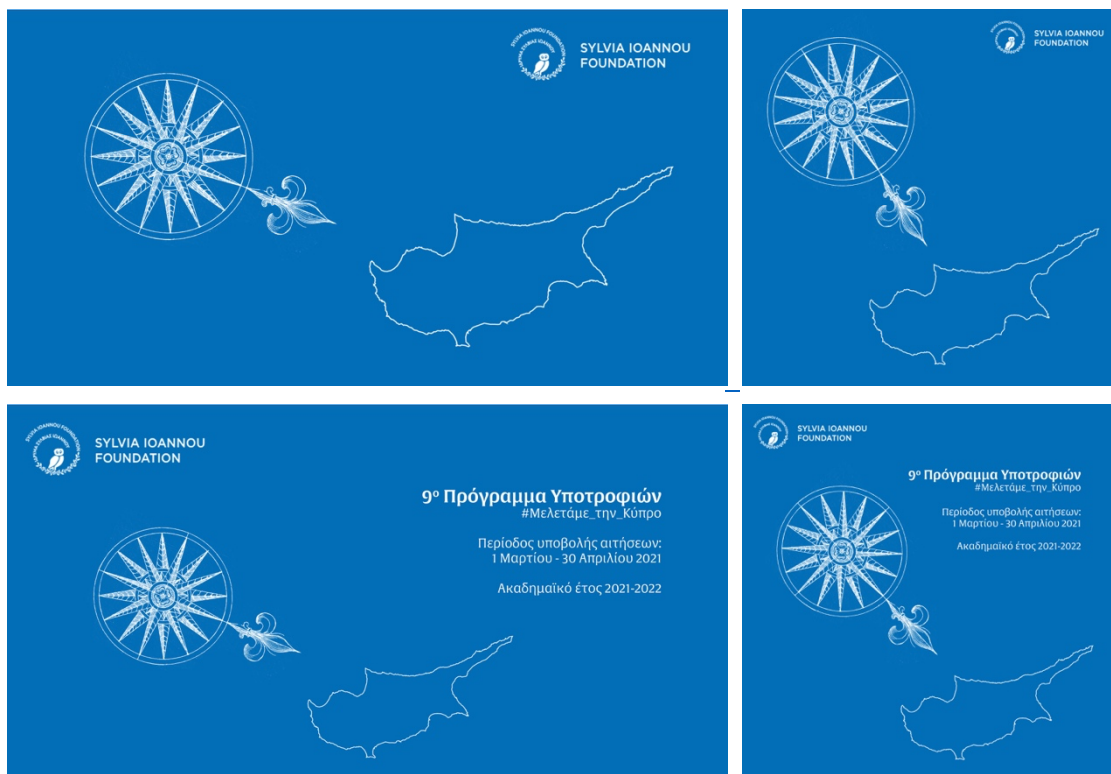 SYLVIA IOANNOU
FOUNDATION
SYLVIA IOANNOU
FOUNDATION
SYLVIA IOANNOU
FOUNDATION
9ο Πρόγραμμα Υποτροφιών
#Μελετάμε_την_Κύπρο
Περίοδος υποβολής αιτήσεων:
1 Μαρτίου - 30 Απριλίου 2021
Ακαδημαϊκό έτος 2021-2022
SYLVIA IOANNOU
FOUNDATION
9ο Πρόγραμμα Υποτροφιών
#Μελετάμε_την_Κύπρο
Περίοδος υποβολής αιτήσεων:
1 Μαρτίου - 30 Απριλίου 2021
Ακαδημαϊκό έτος 2021-2022